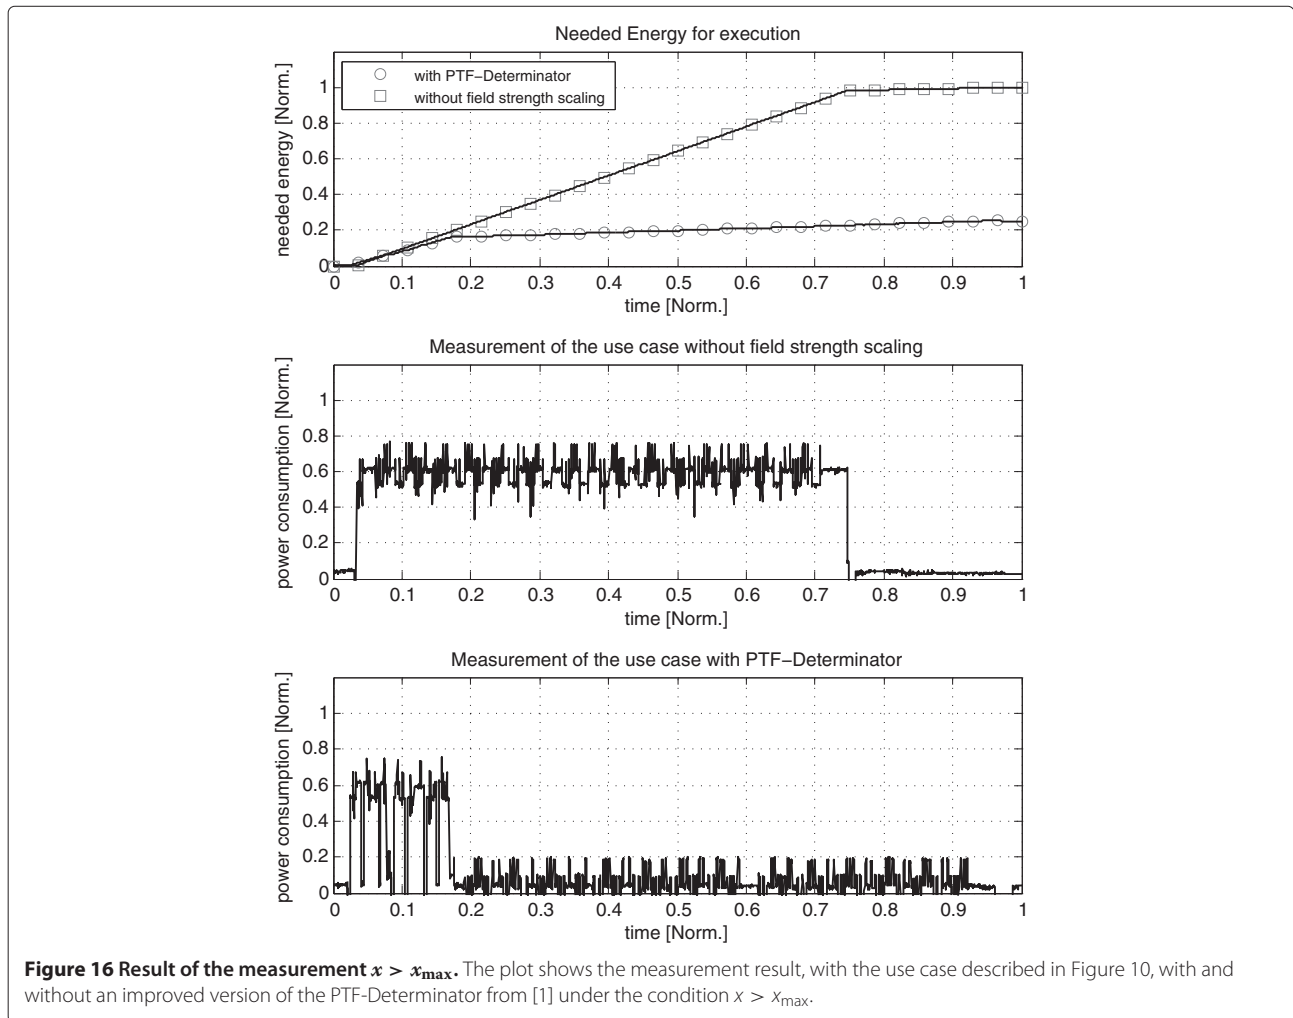 Needed Energy for execution
needed energy [Norm.]
1
0.8
0.6
0.4
0.2
0
with PTF−Determinator
without field strength scaling
0 0.1 0.2 0.3 0.4 0.5 0.6 0.7 0.8 0.9 1
time [Norm.]
Measurement of the use case without field strength scaling
power consumption [Norm.]
1
0.8
0.6
0.4
0.2
0
0 0.1 0.2 0.3 0.4 0.5 0.6 0.7 0.8 0.9 1
time [Norm.]
Measurement of the use case with PTF−Determinator
power consumption [Norm.]
1
0.8
0.6
0.4
0.2
0
0 0.1 0.2 0.3 0.4 0.5 0.6 0.7 0.8 0.9 1
time [Norm.]
Figure 16 Result of the measurement x > xmax. The plot shows the measurement result, with the use case described in Figure 10, with and
without an improved version of the PTF-Determinator from [1] under the condition x > xmax.